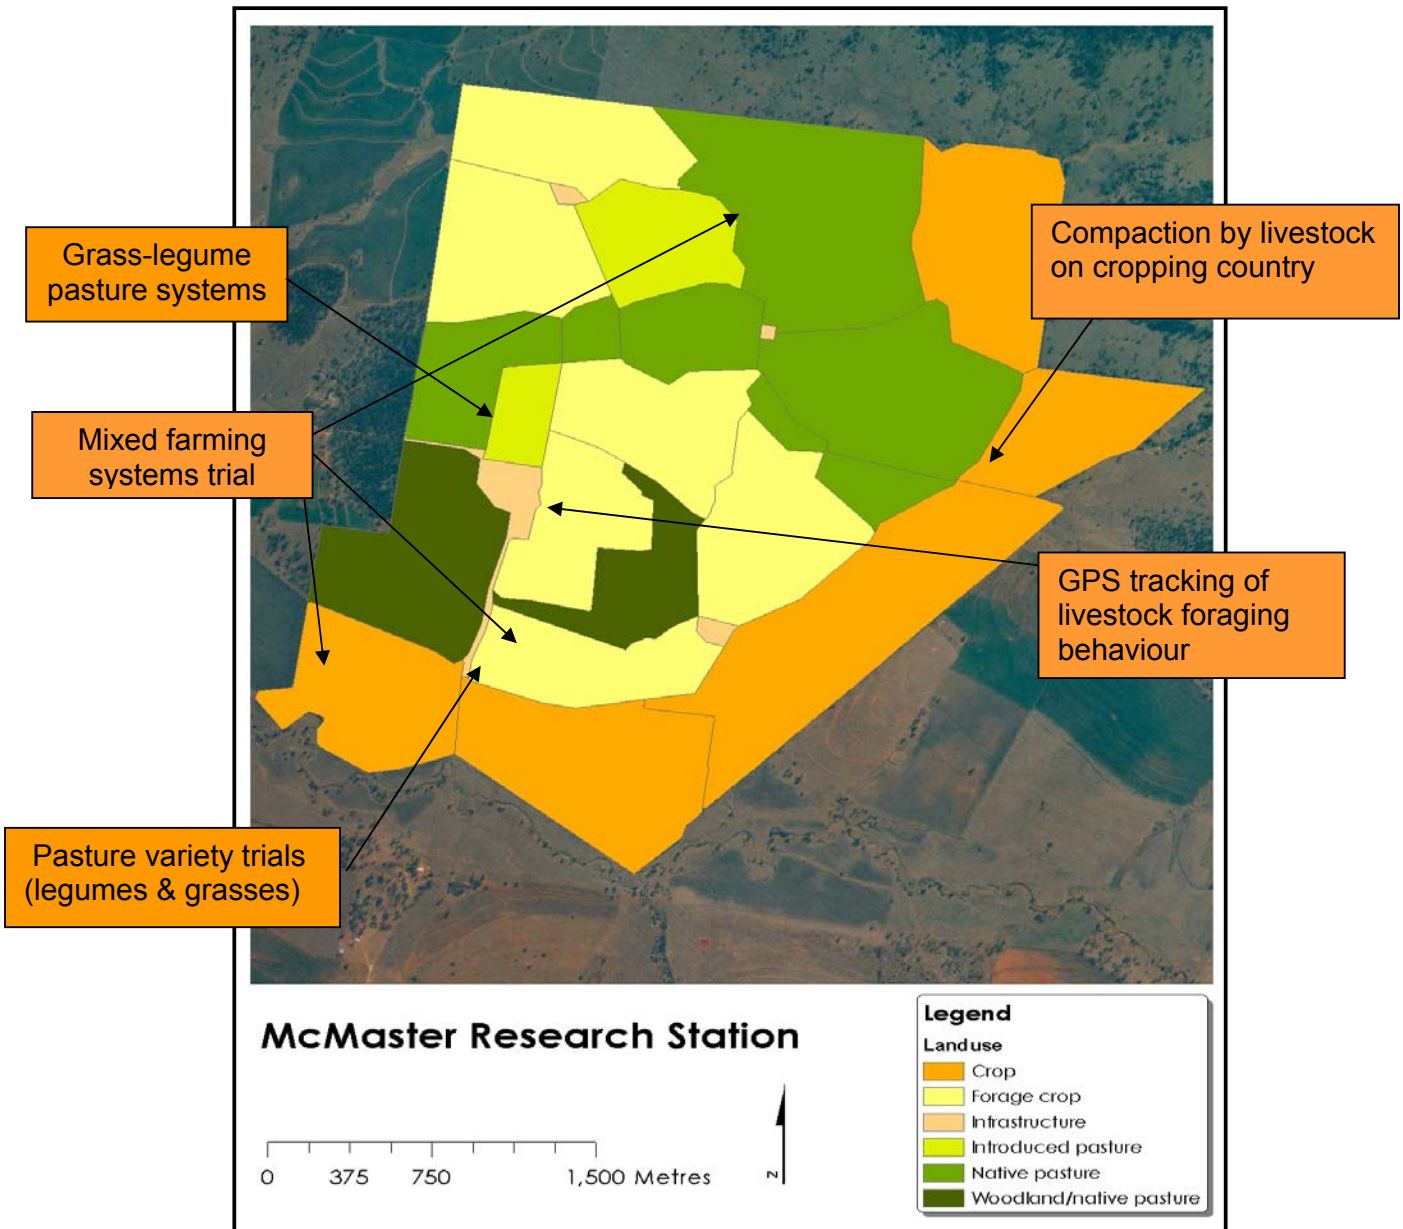 Grass-legume
pasture systems
Compaction by livestock
on cropping country
Mixed farming
systems trial
GPS tracking of
livestock foraging
behaviour
Pasture variety trials
(legumes & grasses)
McMaster Research Station
0 375 750 1,500 Metres
N
Legend
Landuse
Crop
Forage crop
Infrastructure
Introduced pasture
Native pasture
Woodland/native pasture